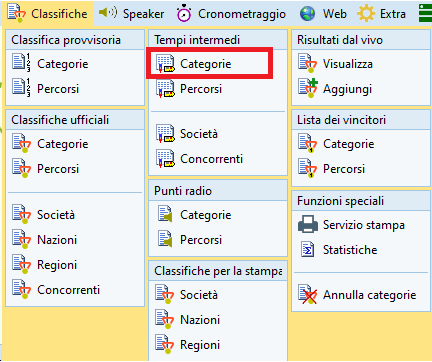 Classifiche Speaker Cronometraggio Web Extra
Classifica provvisoria
Categorie
Percorsi
Classifiche ufficiali
Categorie
Percorsi
Società
Nazioni
Regioni
Concorrenti
Tempi intermedi
Categorie
Percorsi
Società
Concorrenti
Punti radio
Categorie
Percorsi
Classifiche per la stampa
Società
Nazioni
Regioni
Risultati dal vivo
Visualizza
Aggiungi
Lista dei vincitori
Categorie
Percorsi
Funzioni speciali
Servizio stampa
Statistiche
Annulla categorie